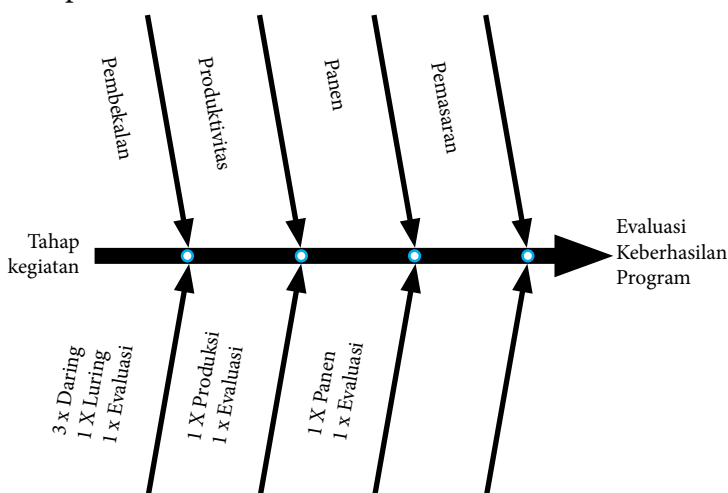 Pembekalan
Produktivitas
Panen
Pemasaran
Tahap
kegiatan
Evaluasi
Keberhasilan
Program
3 x Daring
1 X Luring
1 x Evaluasi
1 X Produksi
1 x Evaluasi
1 X Panen
1 x Evaluasi